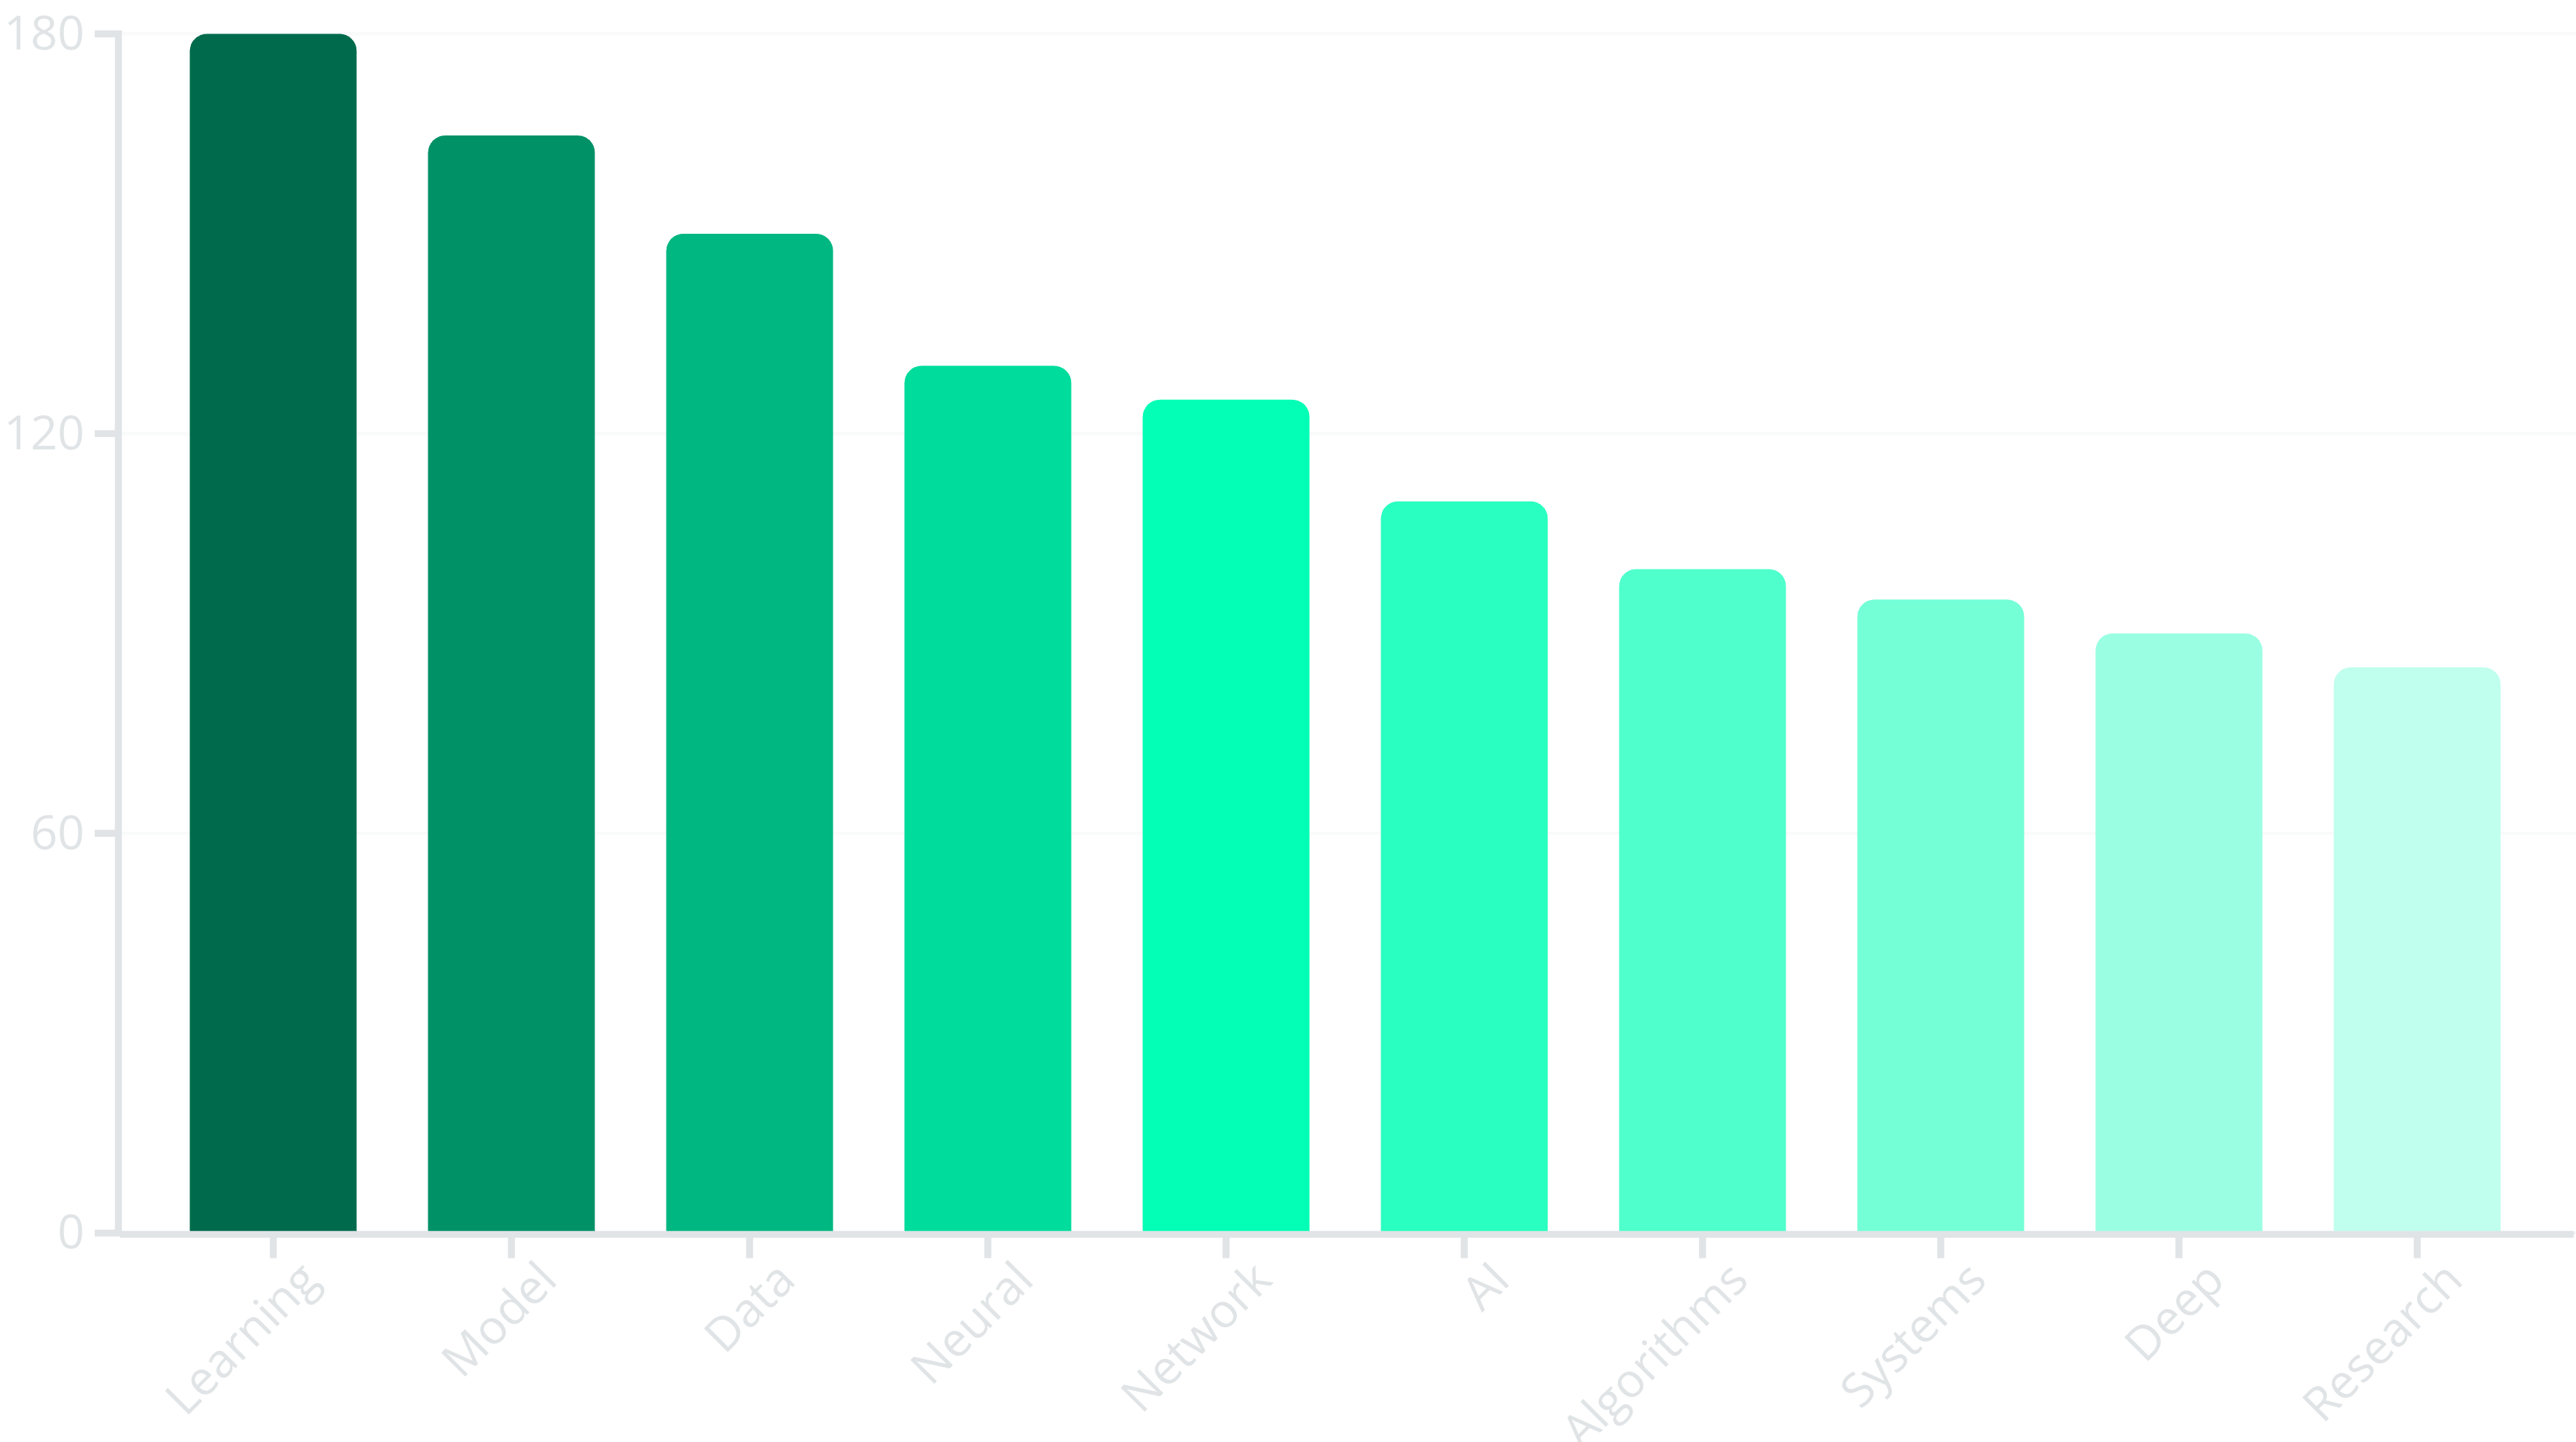 180
120
60
0
Learning
Model
Data
Neural
Network
AI
Algorithms
Systems
Deep
Research